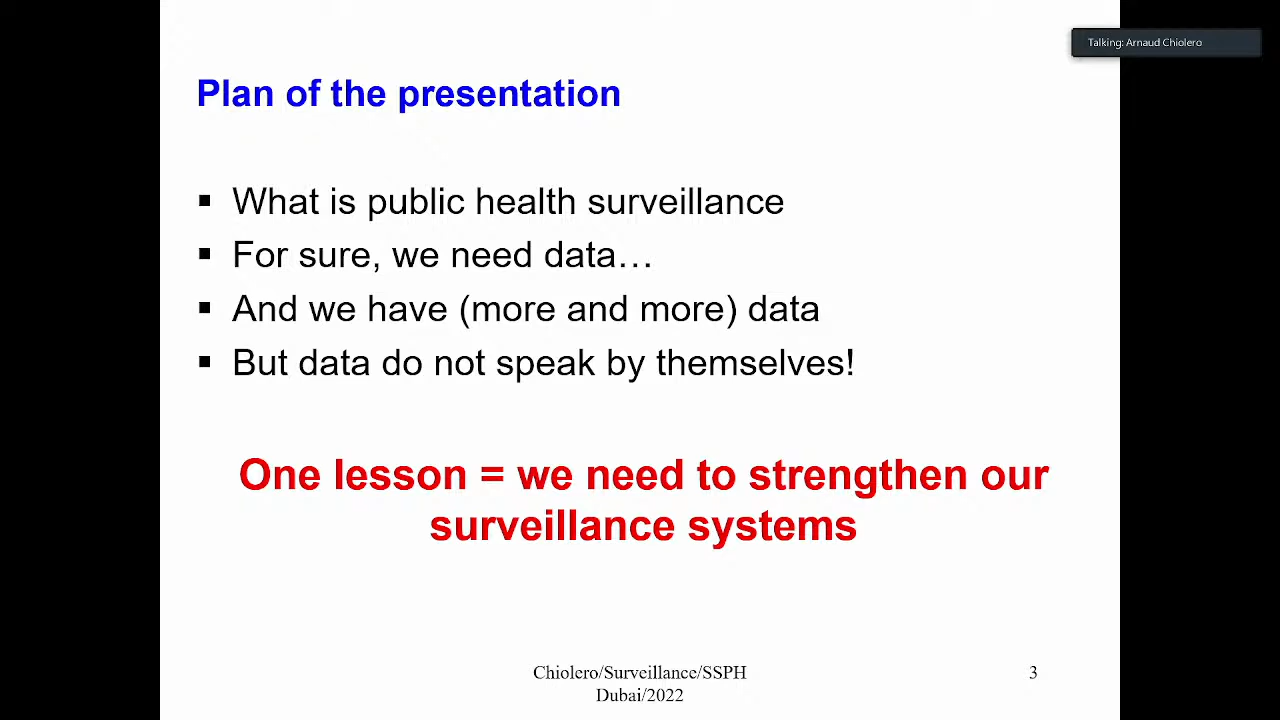 Talking: Arnaud Chiolero
Plan of the presentation
▪ What is public health surveillance
▪ For sure, we need data…
▪ And we have (more and more) data
▪ But data do not speak by themselves!
One lesson = we need to strengthen our
surveillance systems
Chiolero/Surveillance/SSPH
Dubai/2022
3